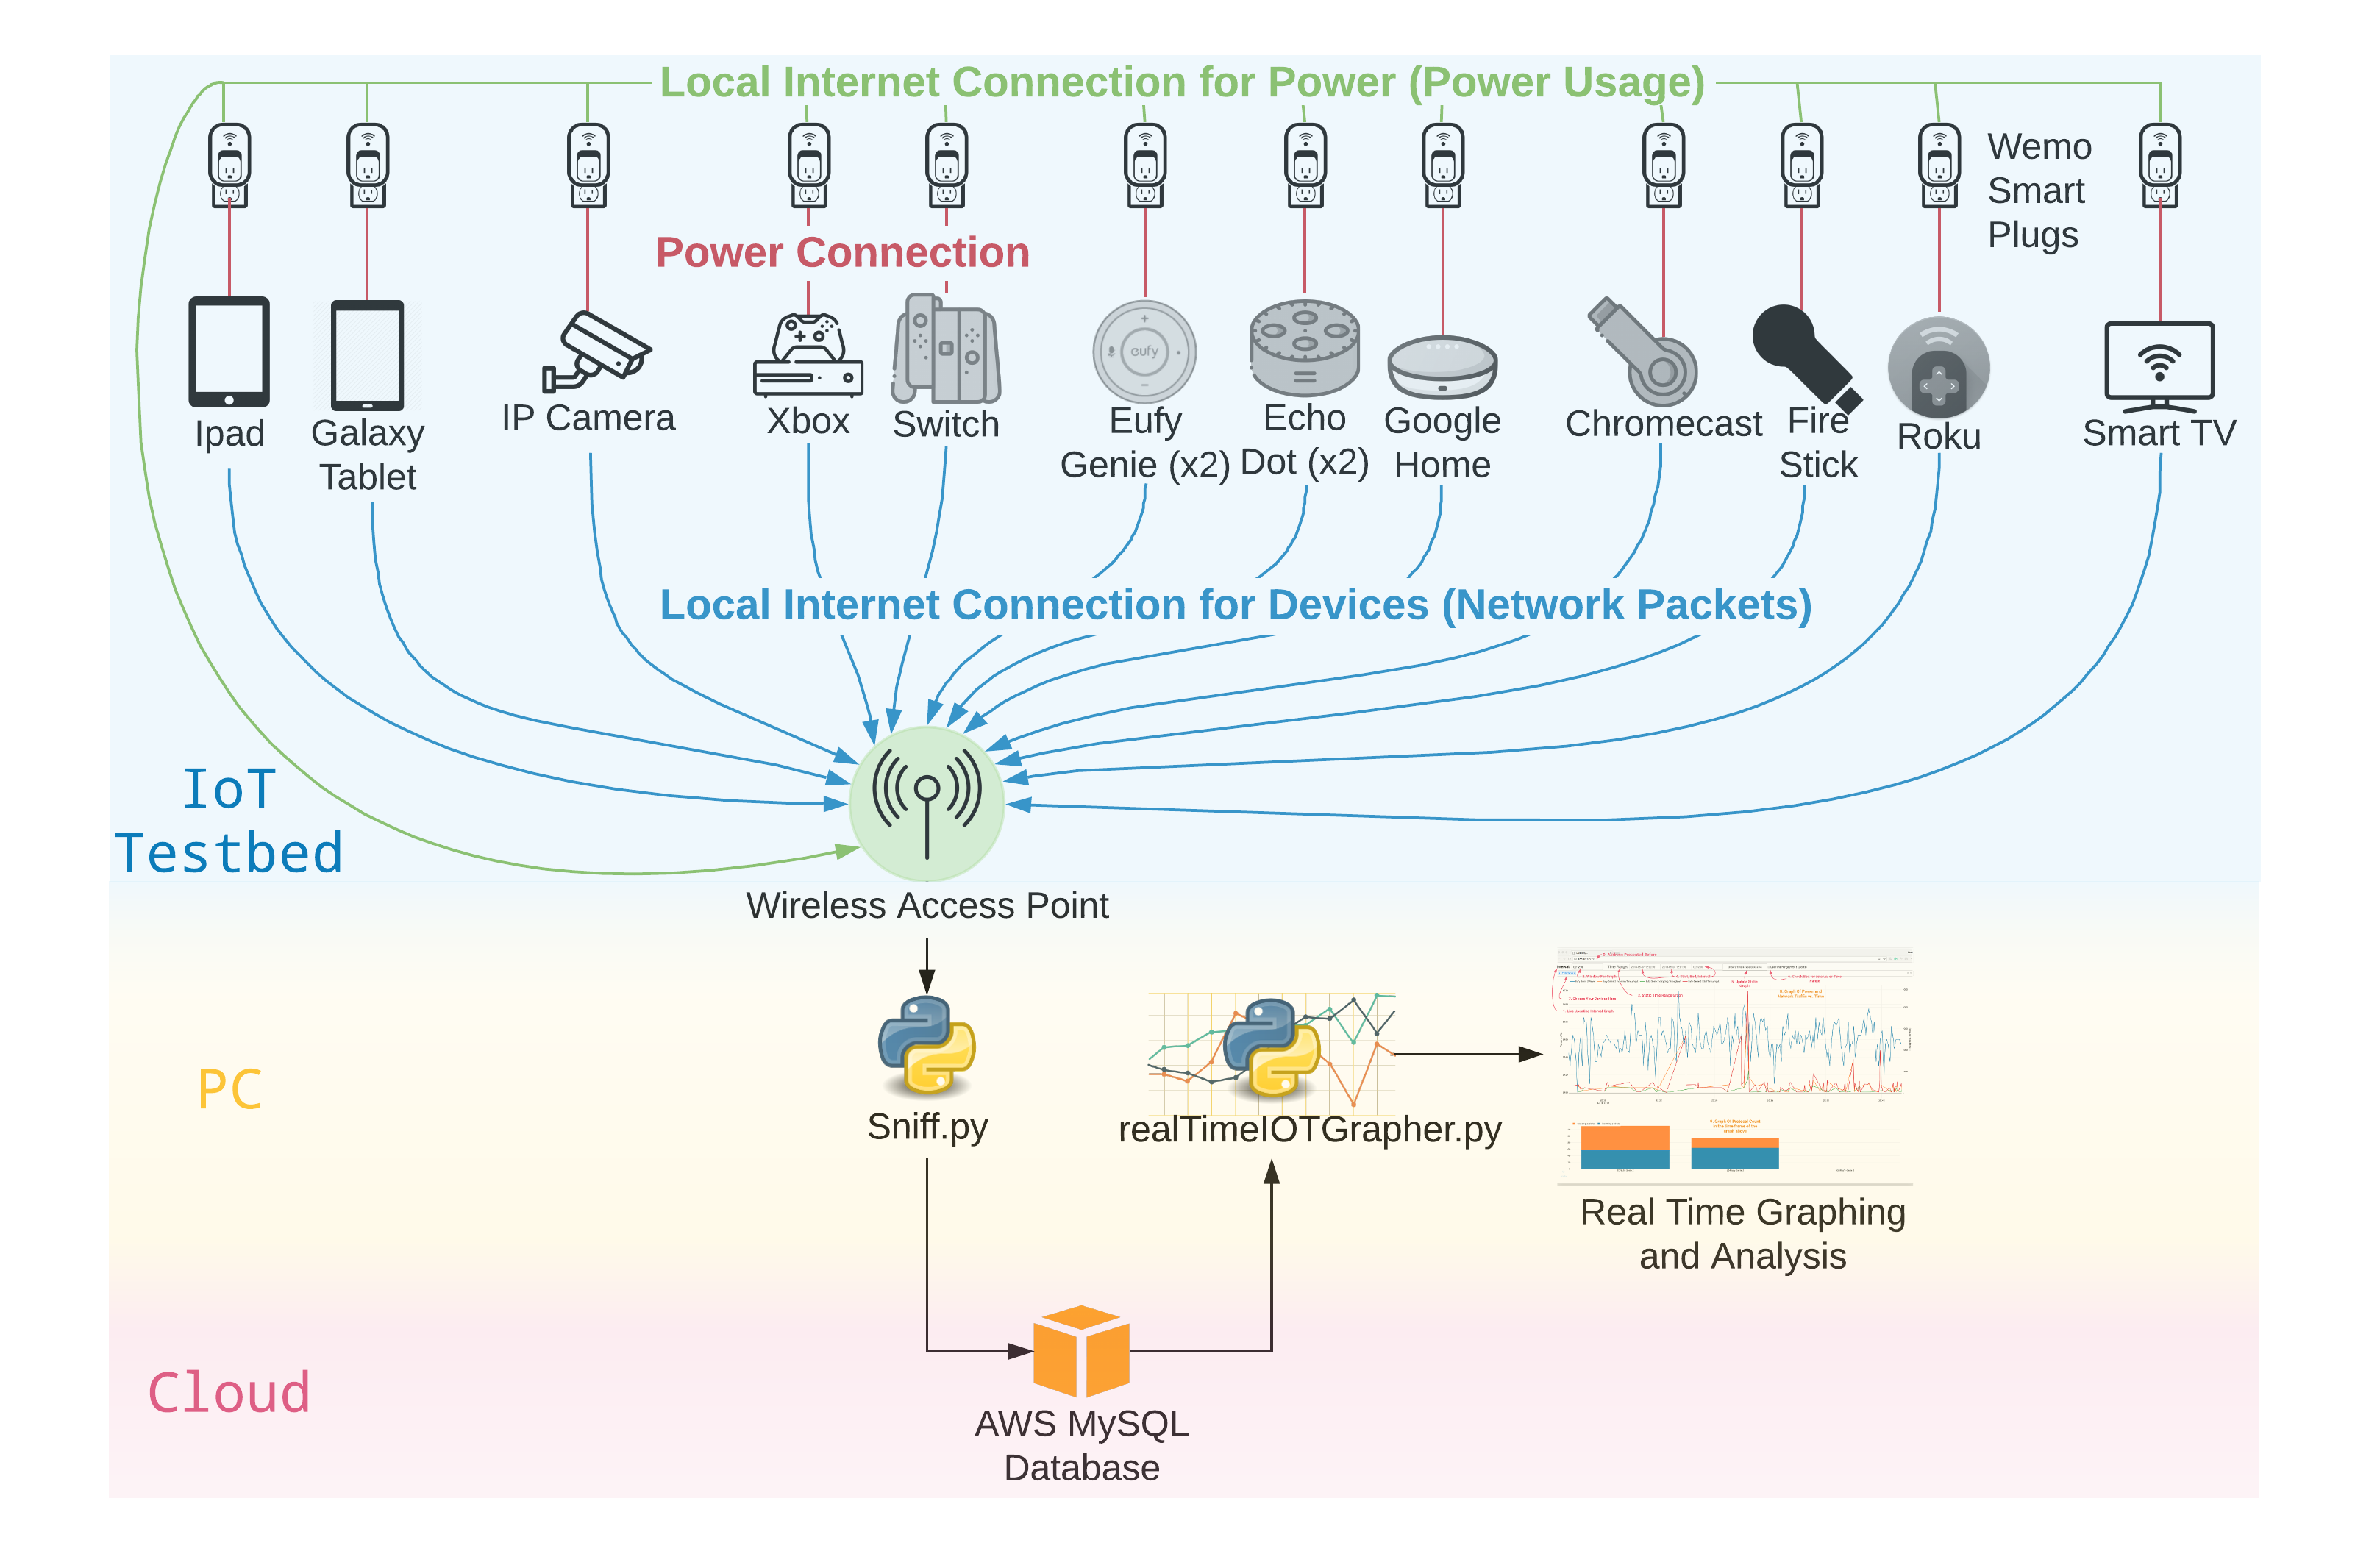 Local Internet Connection for Power (Power Usage)
Wemo
Smart
Plugs
Power Connection
eufy
Ipad
Galaxy
Tablet
IP Camera
Xbox
Switch
Eufy
Genie (x2)
Echo
Dot (x2)
Google
Home
Chromecast
Fire
Stick
Roku
Smart TV
Local Internet Connection for Devices (Network Packets)
IoT
Testbed
Wireless Access Point
PC
Sniff.py
realTimeIOTGrapher.py
Real Time Graphing
and Analysis
Cloud
AWS MySQL
Database